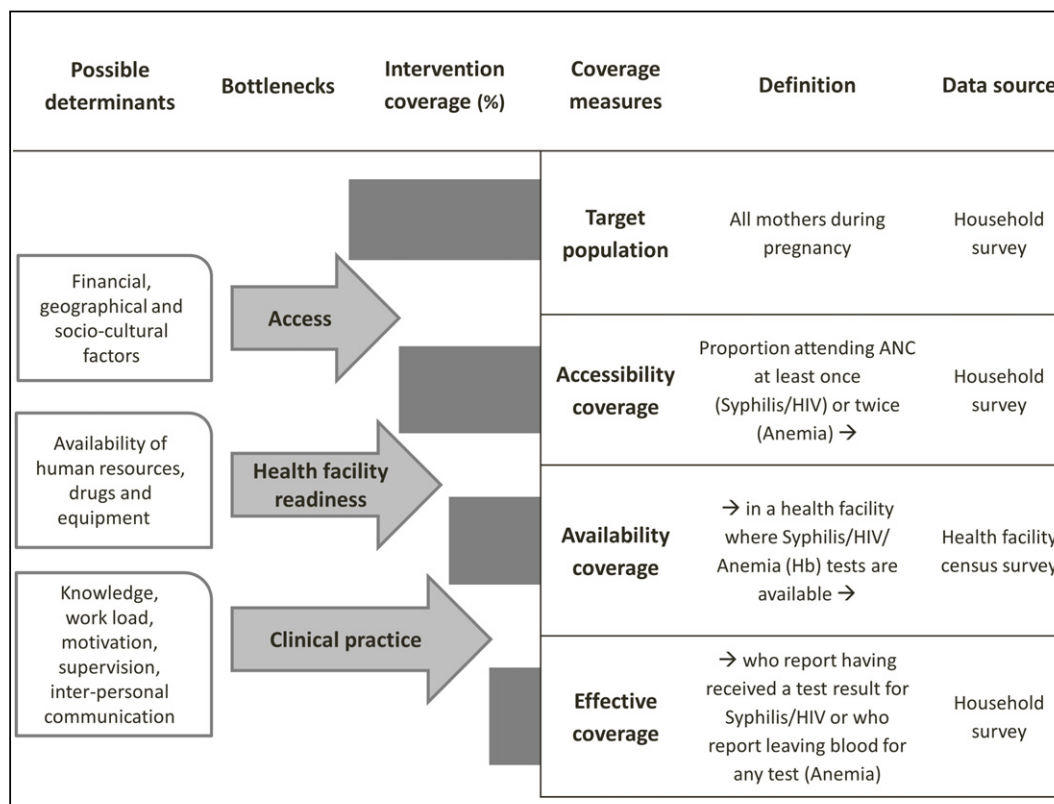 Possible
determinants
Bottlenecks
Intervention
coverage (%)
Coverage
measures
Definition
Data source
Target
population
All mothers during
pregnancy
Household
survey
Financial,
geographical and
socio-cultural
factors
Access
Accessibility
coverage
Proportion attending ANC
at least once
(Syphilis/HIV) or twice
(Anemia) →
Household
survey
Availability of
human resources,
drugs and
equipment
Health facility
readiness
Availability
coverage
→ in a health facility
where Syphilis/HIV/
Anemia (Hb) tests are
available →
Health facility
census survey
Knowledge,
work load,
motivation,
supervision,
inter-personal
communication
Clinical practice
Effective
coverage
→ who report having
received a test result for
Syphilis/HIV or who
report leaving blood for
any test (Anemia)
Household
survey